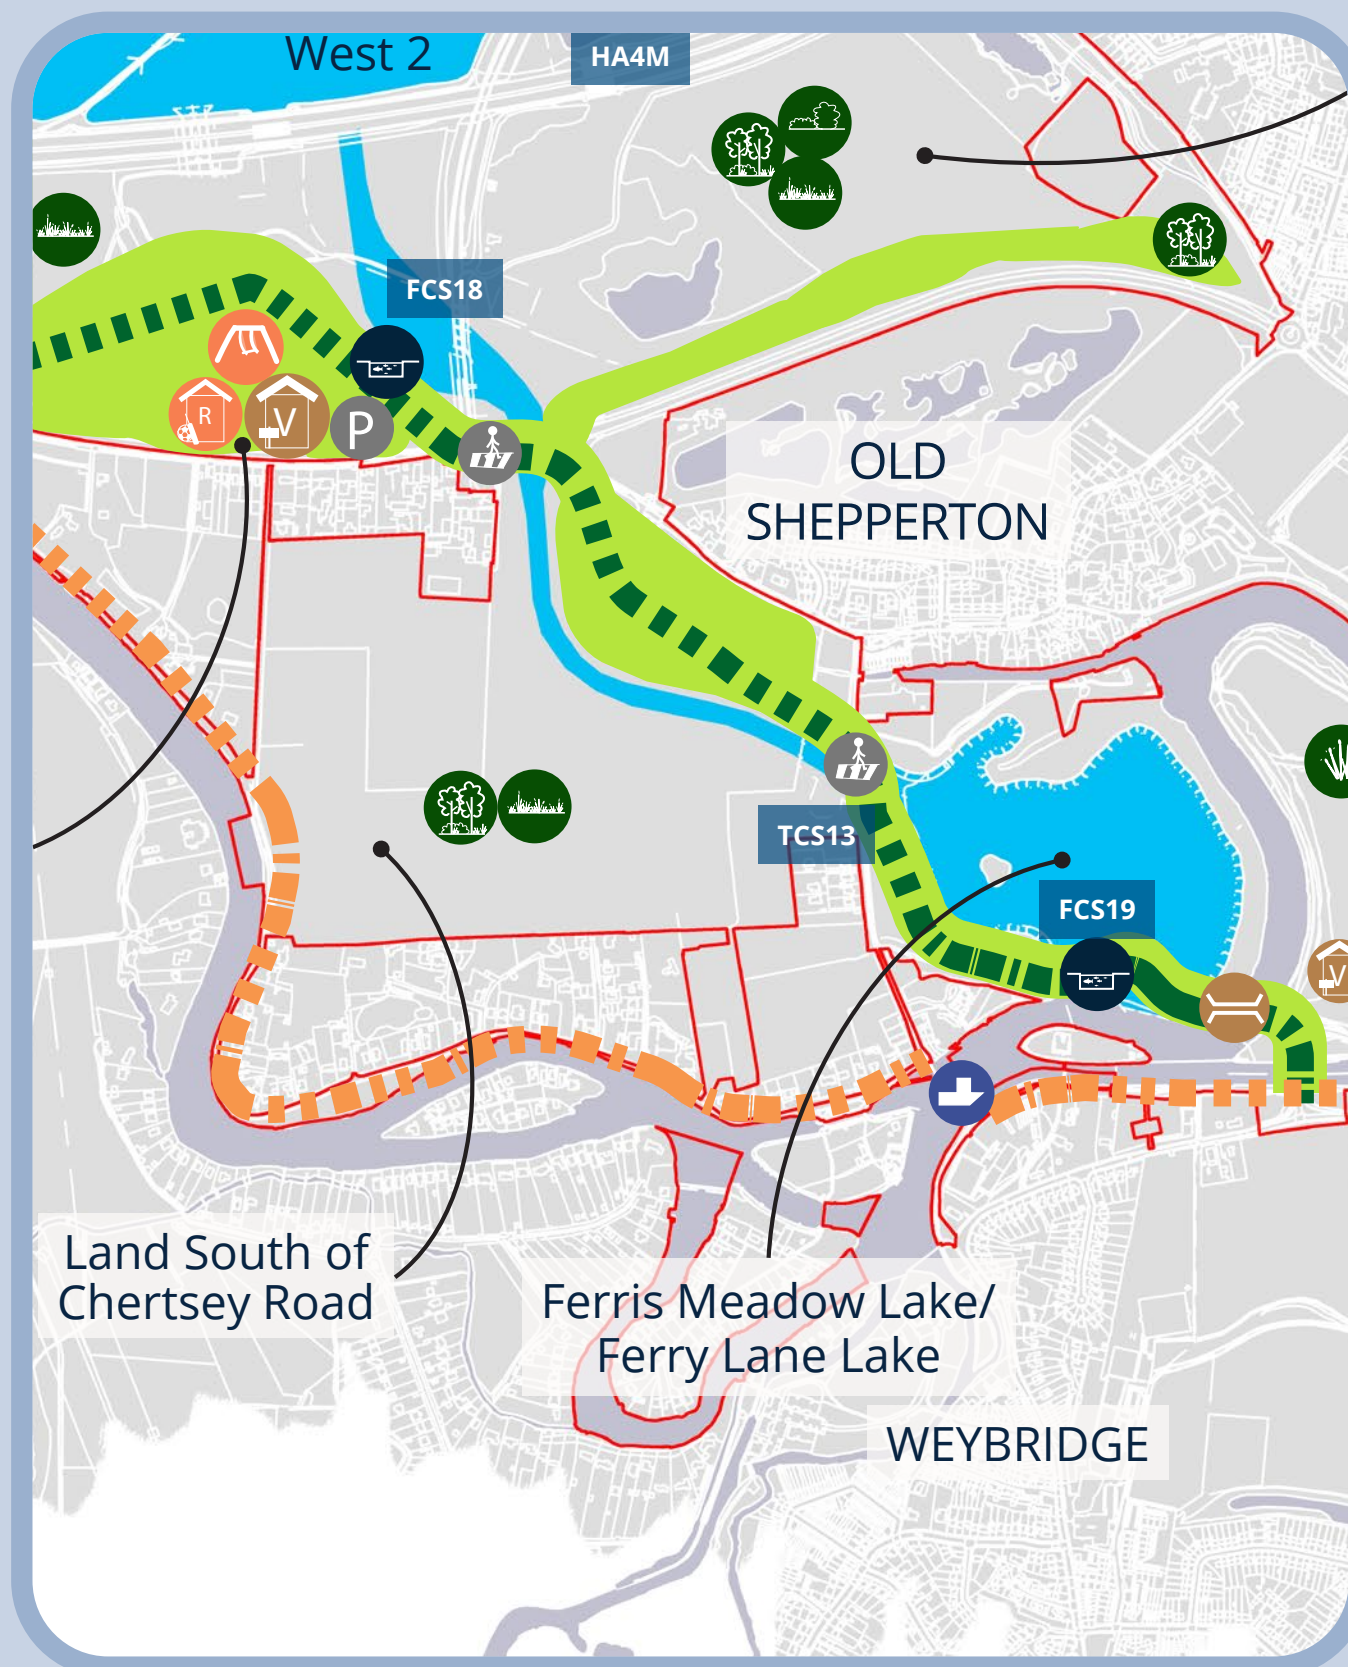 West 2
HA4M
FCS18
R
V
P
OLD
SHEPPERTON
TCS13
FCS19
V
Land South of
Chertsey Road
Ferris Meadow Lake/
Ferry Lane Lake
WEYBRIDGE